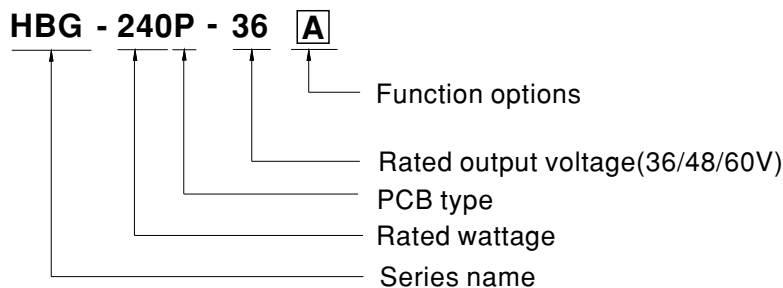 HBG - 240P - 36 A
Function options
Rated output voltage(36/48/60V)
PCB type
Rated wattage
Series name